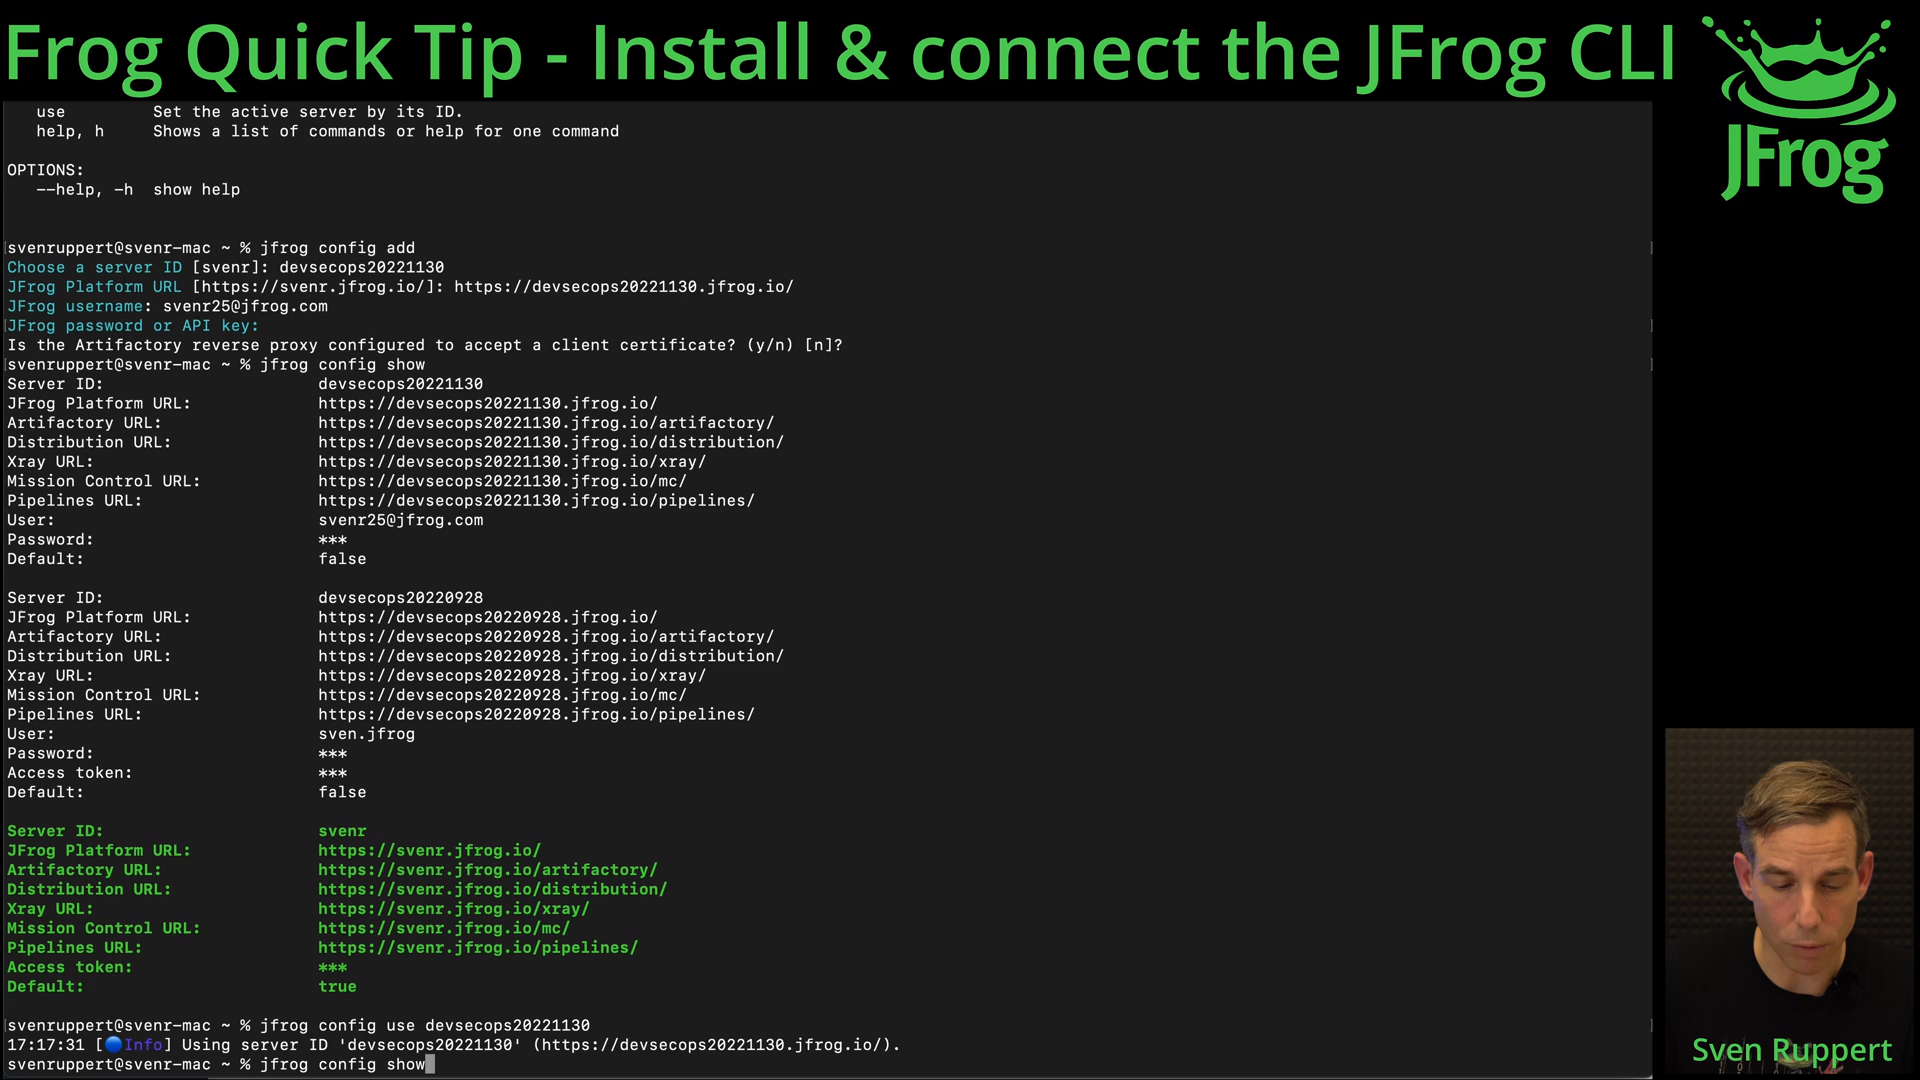 Frog Quick Tip - Install & connect the JFrog CLI
JFrog
use Set the active server by its ID.
help, h Shows a list of commands or help for one command
OPTIONS:
--help, -h show help
svenruppert@svenr-mac ~ % jfrog config add
Choose a server ID [svenr]: devsecops20221130
JFrog Platform URL [https://svenr.jfrog.io/]: https://devsecops20221130.jfrog.io/
JFrog username: svenr25@jfrog.com
JFrog password or API key:
Is the Artifactory reverse proxy configured to accept a client certificate? (y/n) [n]?
svenruppert@svenr-mac ~ % jfrog config show
Server ID: devsecops20221130
JFrog Platform URL: https://devsecops20221130.jfrog.io/
Artifactory URL: https://devsecops20221130.jfrog.io/artifactory/
Distribution URL: https://devsecops20221130.jfrog.io/distribution/
Xray URL: https://devsecops20221130.jfrog.io/xray/
Mission Control URL: https://devsecops20221130.jfrog.io/mc/
Pipelines URL: https://devsecops20221130.jfrog.io/pipelines/
User: svenr25@jfrog.com
Password: ***
Default: false
Server ID: devsecops20220928
JFrog Platform URL: https://devsecops20220928.jfrog.io/
Artifactory URL: https://devsecops20220928.jfrog.io/artifactory/
Distribution URL: https://devsecops20220928.jfrog.io/distribution/
Xray URL: https://devsecops20220928.jfrog.io/xray/
Mission Control URL: https://devsecops20220928.jfrog.io/mc/
Pipelines URL: https://devsecops20220928.jfrog.io/pipelines/
User: sven.jfrog
Password: ***
Access token: ***
Default: false
Server ID: svenr
JFrog Platform URL: https://svenr.jfrog.io/
Artifactory URL: https://svenr.jfrog.io/artifactory/
Distribution URL: https://svenr.jfrog.io/distribution/
Xray URL: https://svenr.jfrog.io/xray/
Mission Control URL: https://svenr.jfrog.io/mc/
Pipelines URL: https://svenr.jfrog.io/pipelines/
Access token: ***
Default: true
svenruppert@svenr-mac ~ % jfrog config use devsecops20221130
17:17:31 [🔵Info] Using server ID 'devsecops20221130' (https://devsecops20221130.jfrog.io/).
svenruppert@svenr-mac ~ % jfrog config show
Sven Ruppert